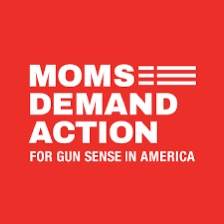 MOMS
DEMAND
ACTION
FOR GUN SENSE IN AMERICA